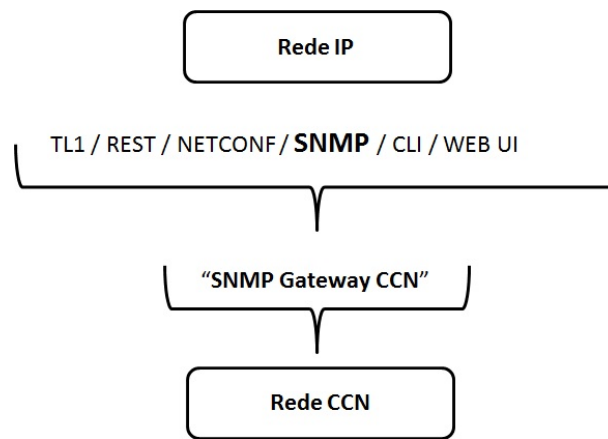 Rede IP
TL1 / REST / NETCONF/ SNMP / CLI / WEB UI
“SNMP Gateway CCN”
Rede CCN